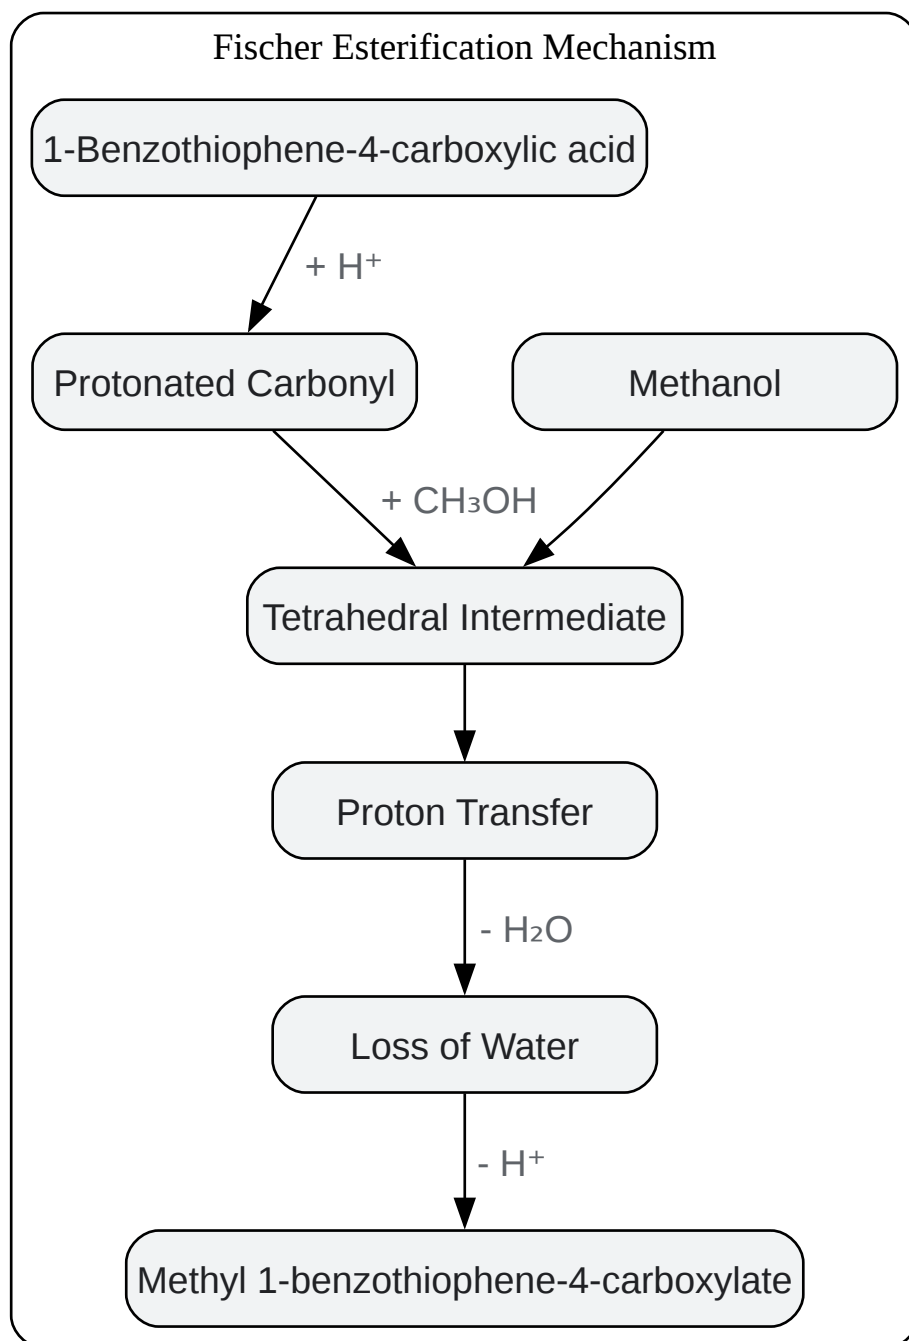 Fischer Esterification Mechanism
1-Benzothiophene-4-carboxylic acid
+ H⁺
Protonated Carbonyl
Methanol
+ CH₃OH
Tetrahedral Intermediate
Proton Transfer
- H₂O
Loss of Water
- H⁺
Methyl 1-benzothiophene-4-carboxylate